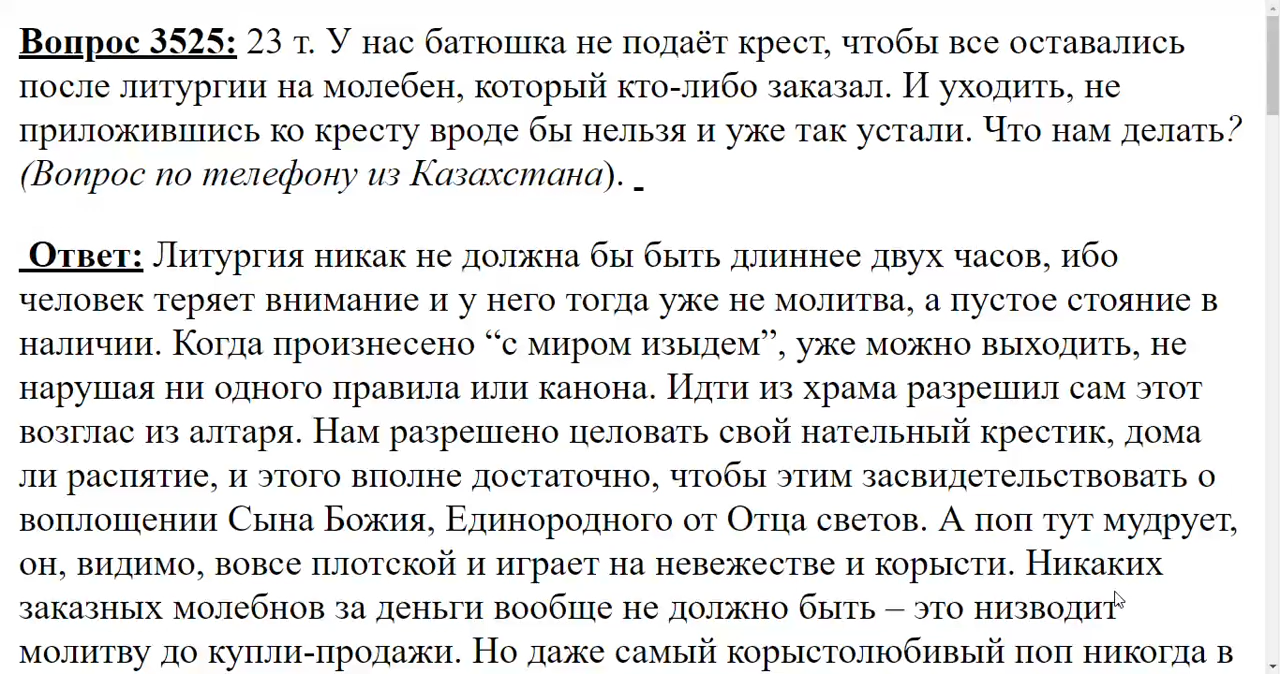 Вопрос 3525: 23 т. У нас батюшка не подаёт крест, чтобы все оставались
после литургии на молебен, который кто-либо заказал. И уходить, не
приложившись ко кресту вроде бы нельзя и уже так устали. Что нам делать?
(Вопрос по телефону из Казахстана).
Ответ: Литургия никак не должна бы быть длиннее двух часов, ибо
человек теряет внимание и у него тогда уже не молитва, а пустое стояние в
наличии. Когда произнесено “с миром изыдем”, уже можно выходить, не
нарушая ни одного правила или канона. Идти из храма разрешил сам этот
возглас из алтаря. Нам разрешено целовать свой нательный крестик, дома
ли распятие, и этого вполне достаточно, чтобы этим засвидетельствовать о
воплощении Сына Божия, Единородного от Отца светов. А поп тут мудрует,
он, видимо, вовсе плотской и играет на невежестве и корысти. Никаких
заказных молебнов за деньги вообще не должно быть – это низводит
молитву до купли-продажи. Но даже самый корыстолюбивый поп никогда в